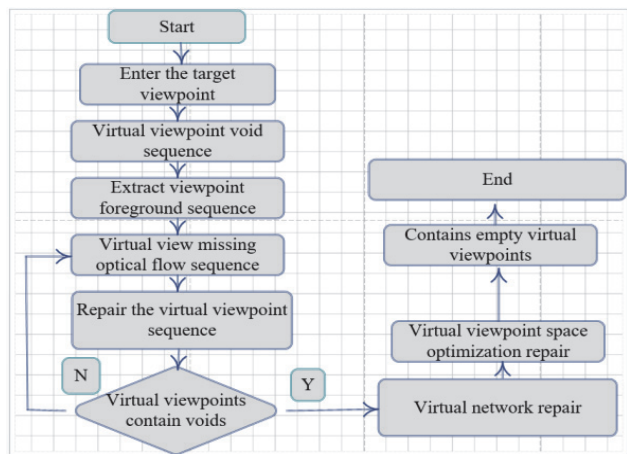 Start
Enter the target
viewpoint
Virtual viewpoint void
sequence
Extract viewpoint
foreground sequence
Virtual view missing
optical flow sequence
Repair the virtual viewpoint
sequence
N
Virtual viewpoints
contain voids
Y
Virtual network repair
Virtual viewpoint space
optimization repair
Contains empty virtual
viewpoints
End